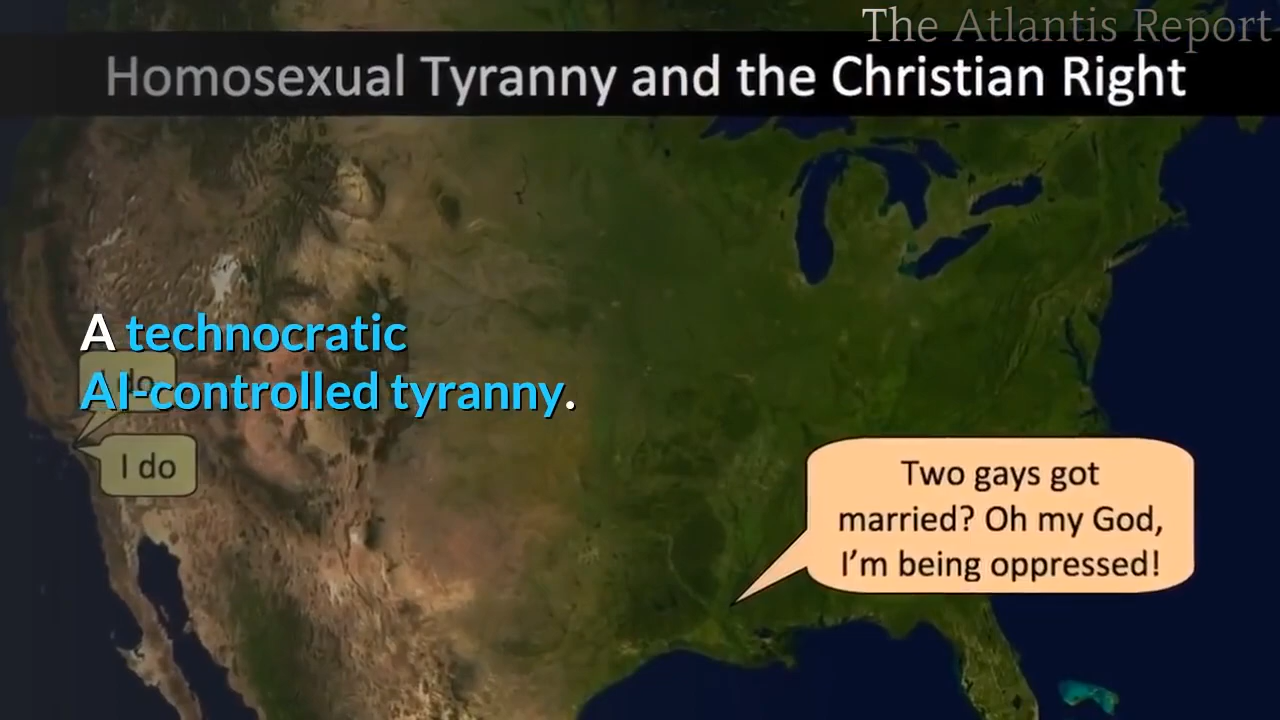 The Atlantis Report
Homosexual Tyranny and the Christian Right
A technocratic
I do
AI-controlled tyranny.
I do
Two gays got
married? Oh my God,
I'm being oppressed!